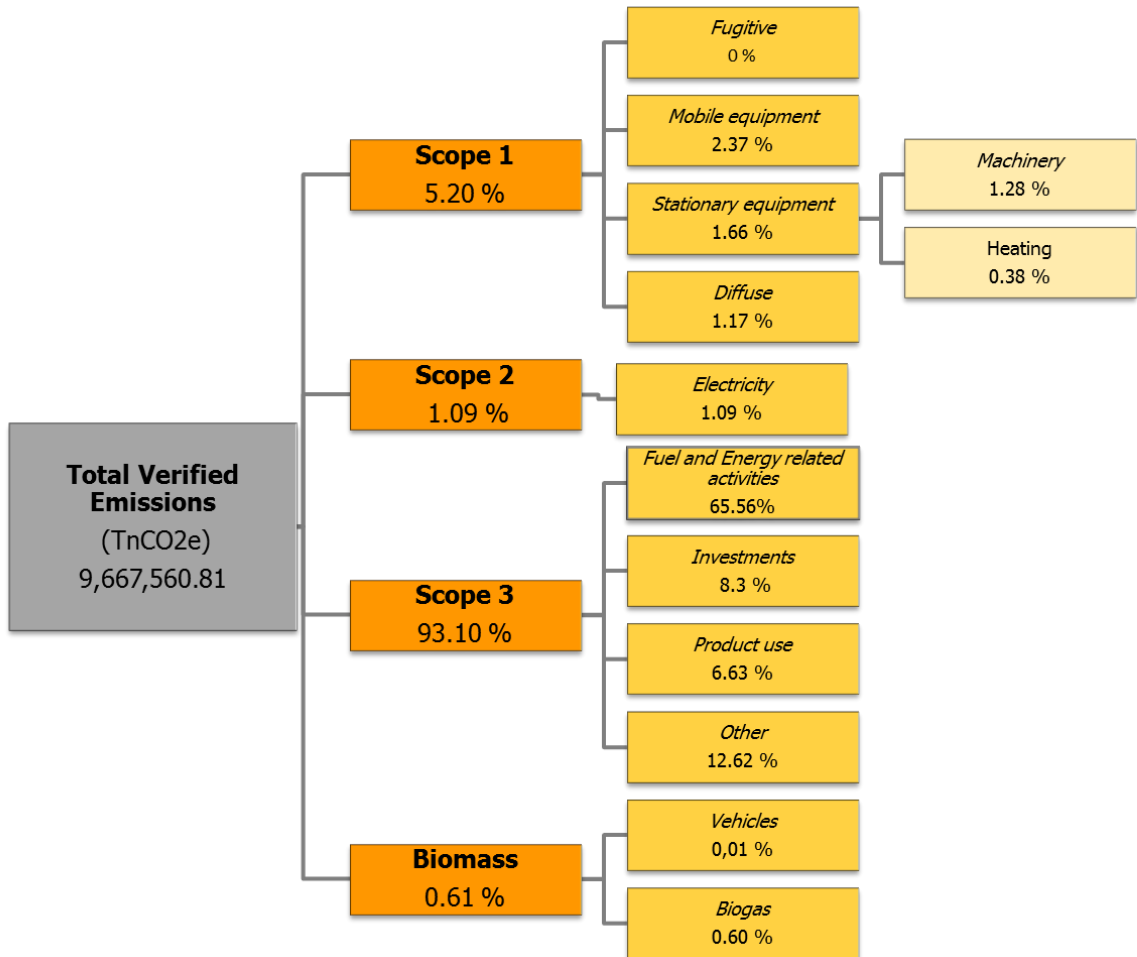 Total Verified
Emissions
(TnCO2e)
9,667,560.81
Scope 1
5.20 %
Fugitive
0 %
Mobile equipment
2.37 %
Stationary equipment
1.66 %
Machinery
1.28 %
Heating
0.38 %
Diffuse
1.17 %
Scope 2
1.09 %
Electricity
1.09 %
Scope 3
93.10 %
Fuel and Energy related
activities
65.56%
Investments
8.3 %
Product use
6.63 %
Other
12.62 %
Biomass
0.61 %
Vehicles
0,01 %
Biogas
0.60 %